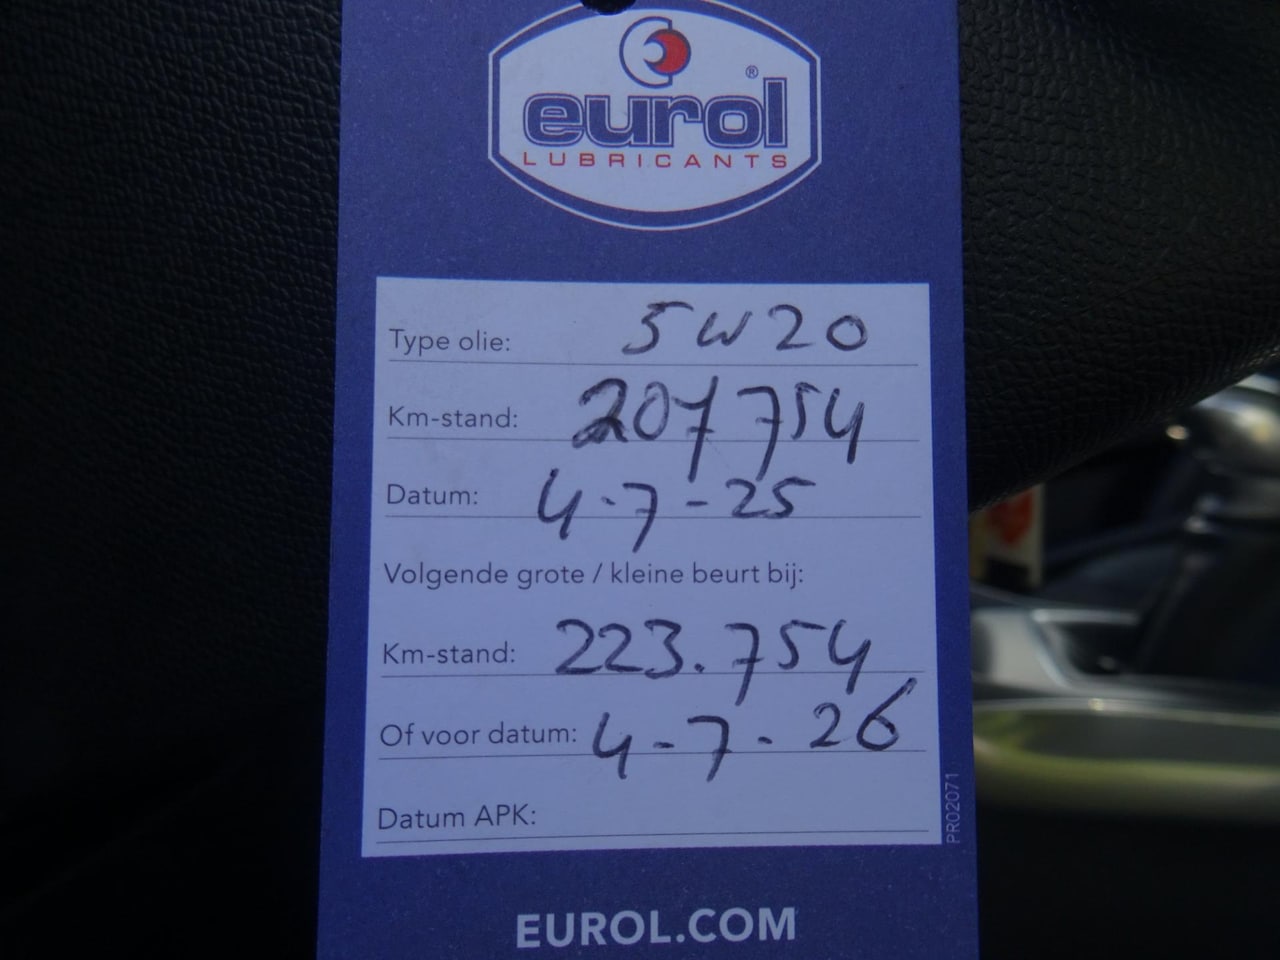 eurol®
LUBRICANTS
Type olie: 5W20
Km-stand: 207754
Datum: 4-7-25
Volgende grote / kleine beurt bij:
Km-stand: 223.754
Of voor datum: 4-7-26
Datum APK:
PR02071
EUROL.COM